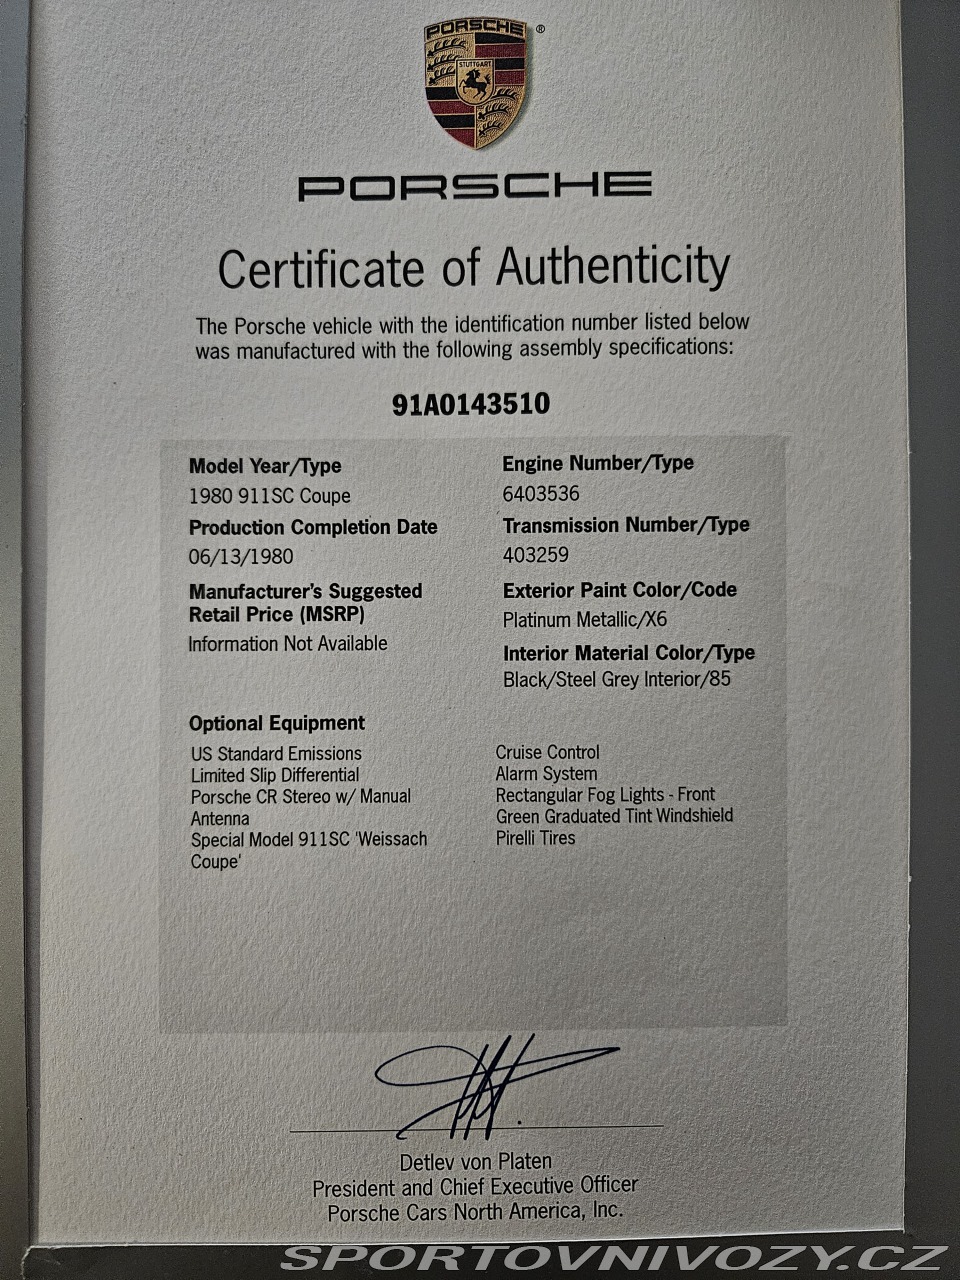 PORSCHE
STUTTGART
®
PORSCHE
Certificate of Authenticity
The Porsche vehicle with the identification number listed below
was manufactured with the following assembly specifications:
91A0143510
Model Year/Type
1980 911SC Coupe
Production Completion Date
06/13/1980
Manufacturer's Suggested
Retail Price (MSRP)
Information Not Available
Engine Number/Type
6403536
Transmission Number/Type
403259
Exterior Paint Color/Code
Platinum Metallic/X6
Interior Material Color/Type
Black/Steel Grey Interior/85
Optional Equipment
US Standard Emissions
Limited Slip Differential
Porsche CR Stereo w/ Manual
Antenna
Special Model 911SC 'Weissach
Coupe'
Cruise Control
Alarm System
Rectangular Fog Lights - Front
Green Graduated Tint Windshield
Pirelli Tires
Detlev von Platen
President and Chief Executive Officer
Porsche Cars North America, Inc.
SPORTOVNIVOZY.CZ